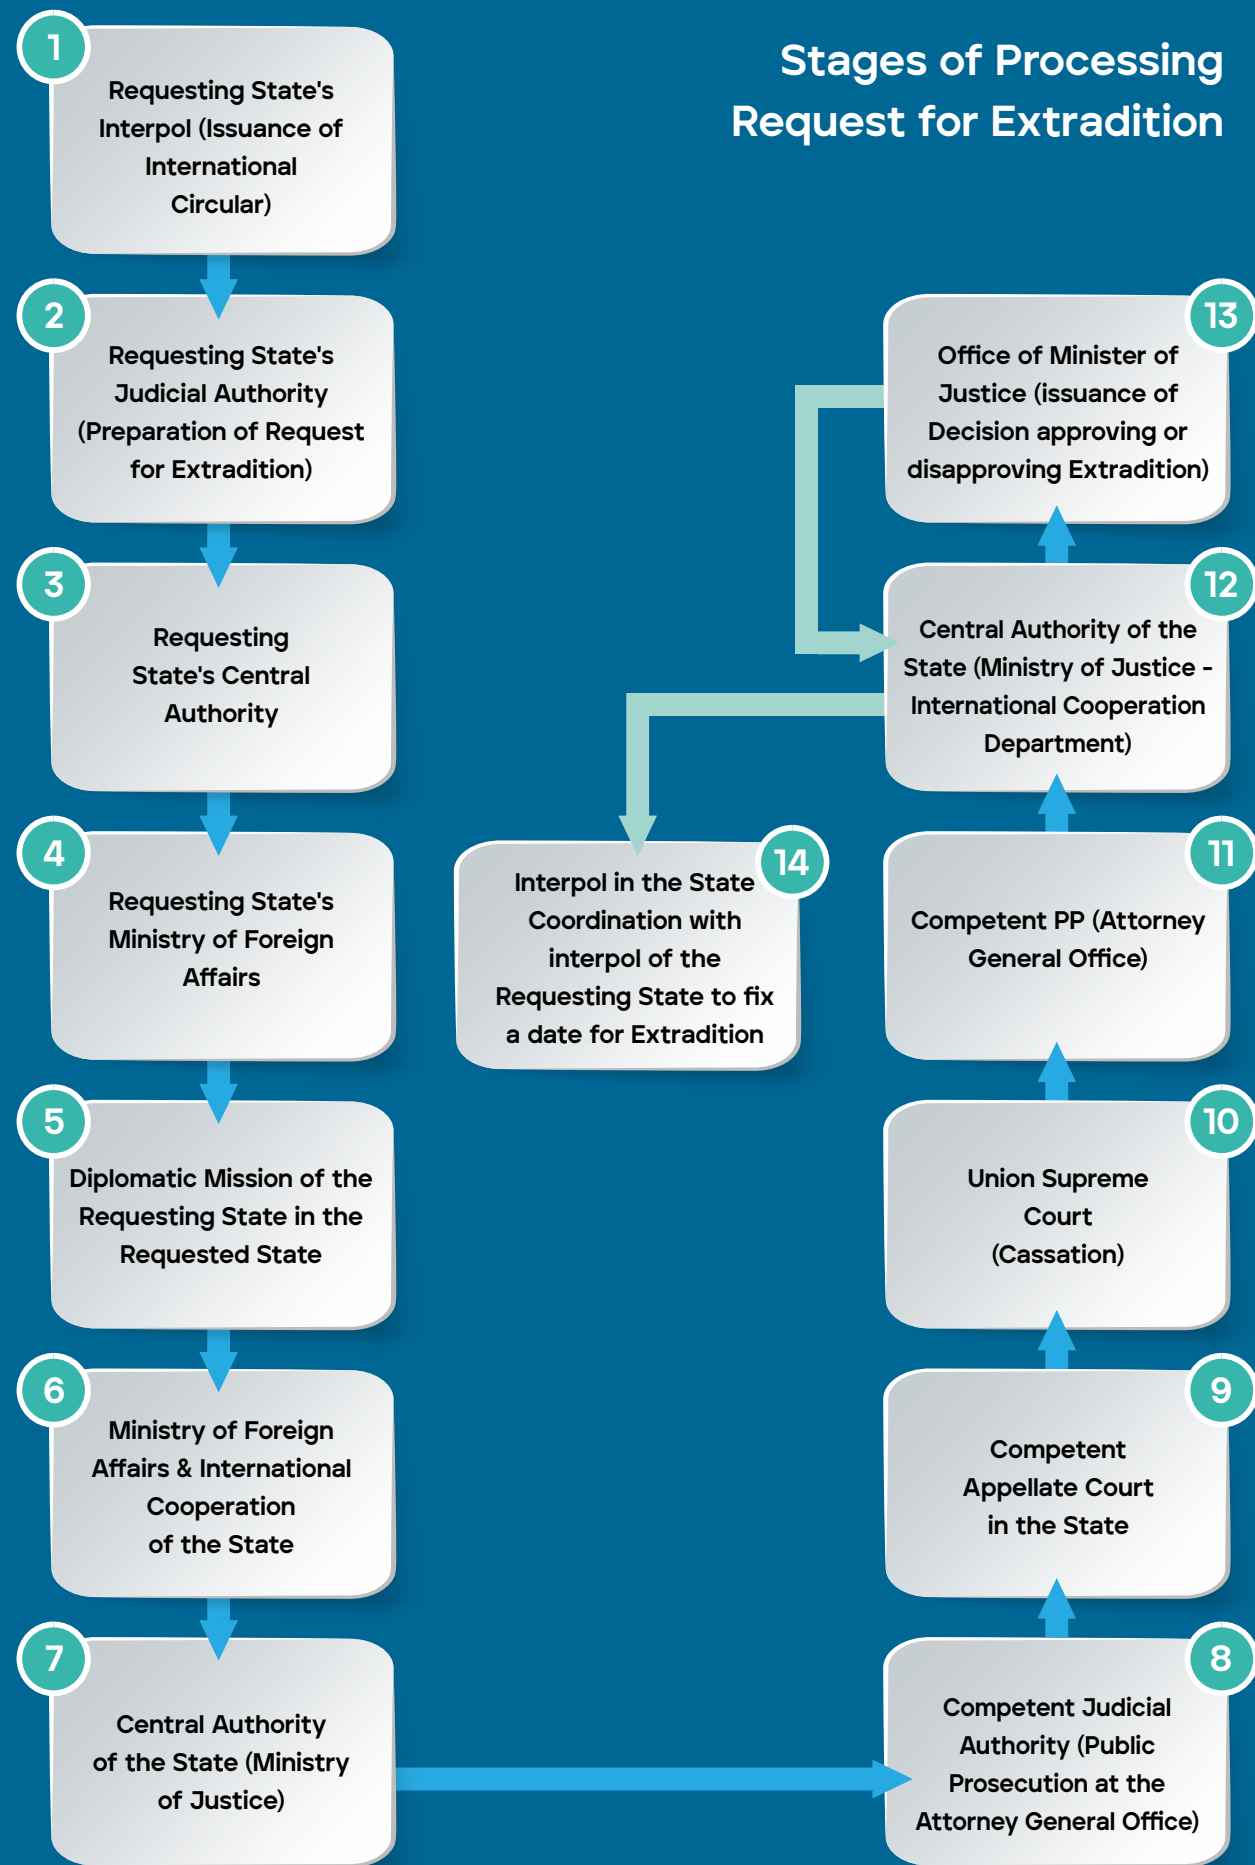 Stages of Processing
Request for Extradition
1
Requesting State's
Interpol (Issuance of
International
Circular)
2
Requesting State's
Judicial Authority
(Preparation of Request
for Extradition)
3
Requesting
State's Central
Authority
4
Requesting State's
Ministry of Foreign
Affairs
5
Diplomatic Mission of the
Requesting State in the
Requested State
6
Ministry of Foreign
Affairs & International
Cooperation
of the State
7
Central Authority
of the State (Ministry
of Justice)
8
Competent Judicial
Authority (Public
Prosecution at the
Attorney General Office)
9
Competent
Appellate Court
in the State
10
Union Supreme
Court
(Cassation)
11
Competent PP (Attorney
General Office)
12
Central Authority of the
State (Ministry of Justice -
International Cooperation
Department)
13
Office of Minister of
Justice (issuance of
Decision approving or
disapproving Extradition)
14
Interpol in the State
Coordination with
interpol of the
Requesting State to fix
a date for Extradition